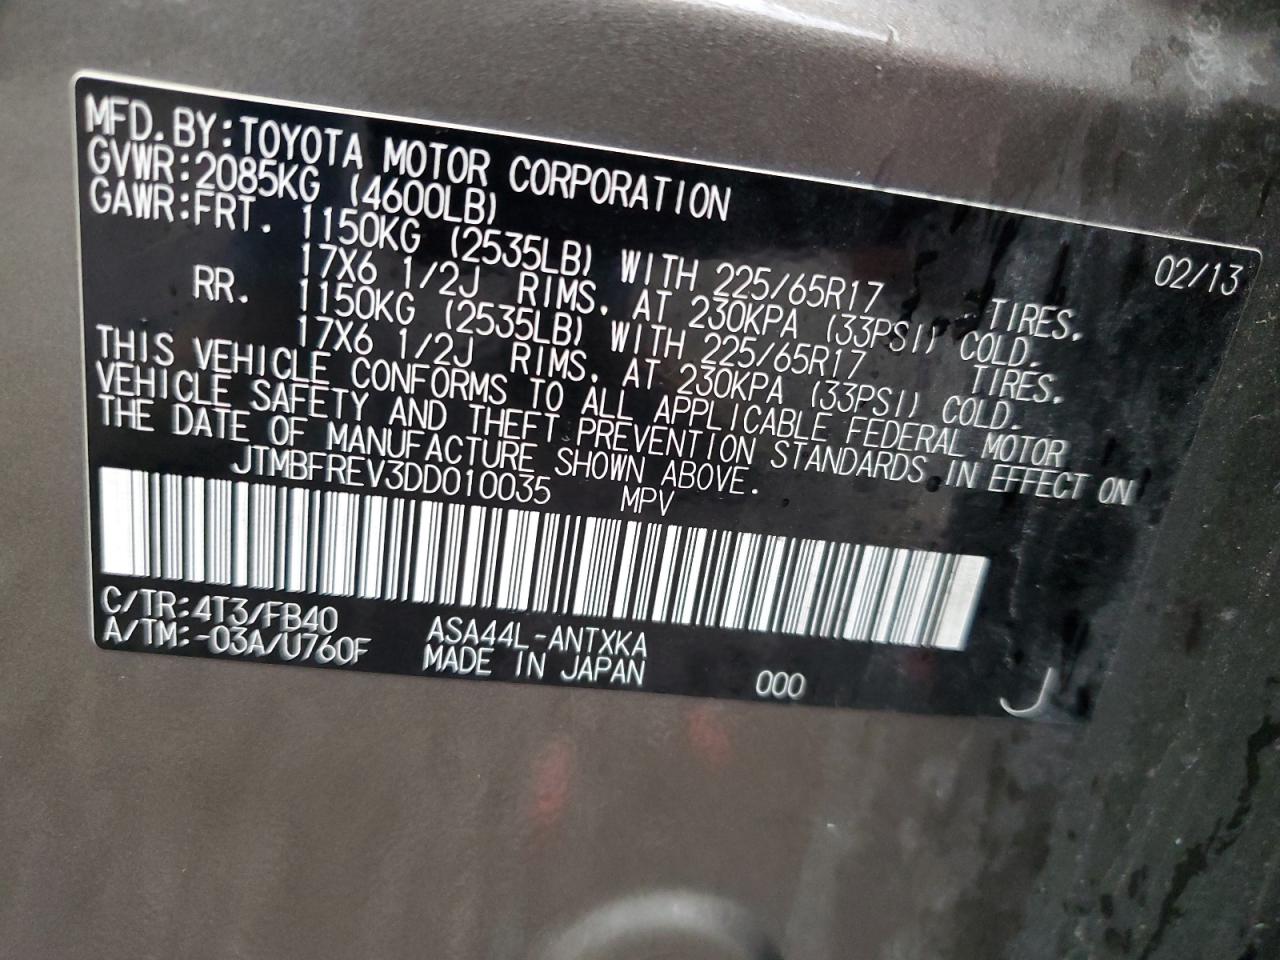 MFD. BY: TOYOTA MOTOR CORPORATION 02/13
GVWR: 2085KG (4600LB)
GAWR: FRT. 1150KG (2535LB) WITH 225/65R17 TIRES,
17X6 1/2J RIMS, AT 230KPA (33PSI) COLD.
RR. 1150KG (2535LB) WITH 225/65R17 TIRES,
17X6 1/2J RIMS, AT 230KPA (33PSI) COLD.
THIS VEHICLE CONFORMS TO ALL APPLICABLE FEDERAL MOTOR
VEHICLE SAFETY AND THEFT PREVENTION STANDARDS IN EFFECT ON
THE DATE OF MANUFACTURE SHOWN ABOVE.
JTMBFREV3DD010035 MPV
C/TR: 4T3/FB40 ASA44L-ANTXKA
A/TM: -03A/U760F MADE IN JAPAN 000 J